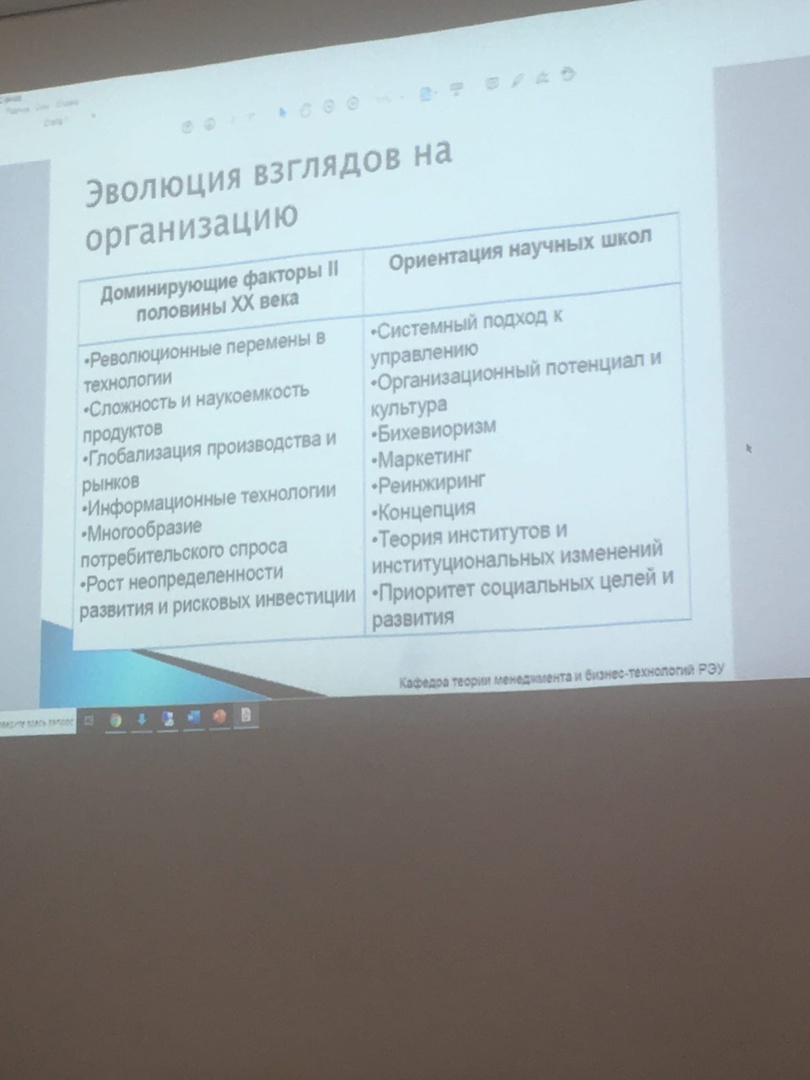 Эволюция взглядов на
организацию
Доминирующие факторы II
половины XX века
•Революционные перемены в
технологии
•Сложность и наукоемкость
продуктов
•Глобализация производства и
рынков
•Информационные технологии
•Многообразие
потребительского спроса
•Рост неопределенности
развития и рисковых инвестиции
Ориентация научных школ
•Системный подход к
управлению
•Организационный потенциал и
культура
•Бихевиоризм
•Маркетинг
•Реинжиринг
•Концепция
•Теория институтов и
институциональных изменений
•Приоритет социальных целей и
развития
Кафедра теории менеджмента и бизнес-технологий РЭУ